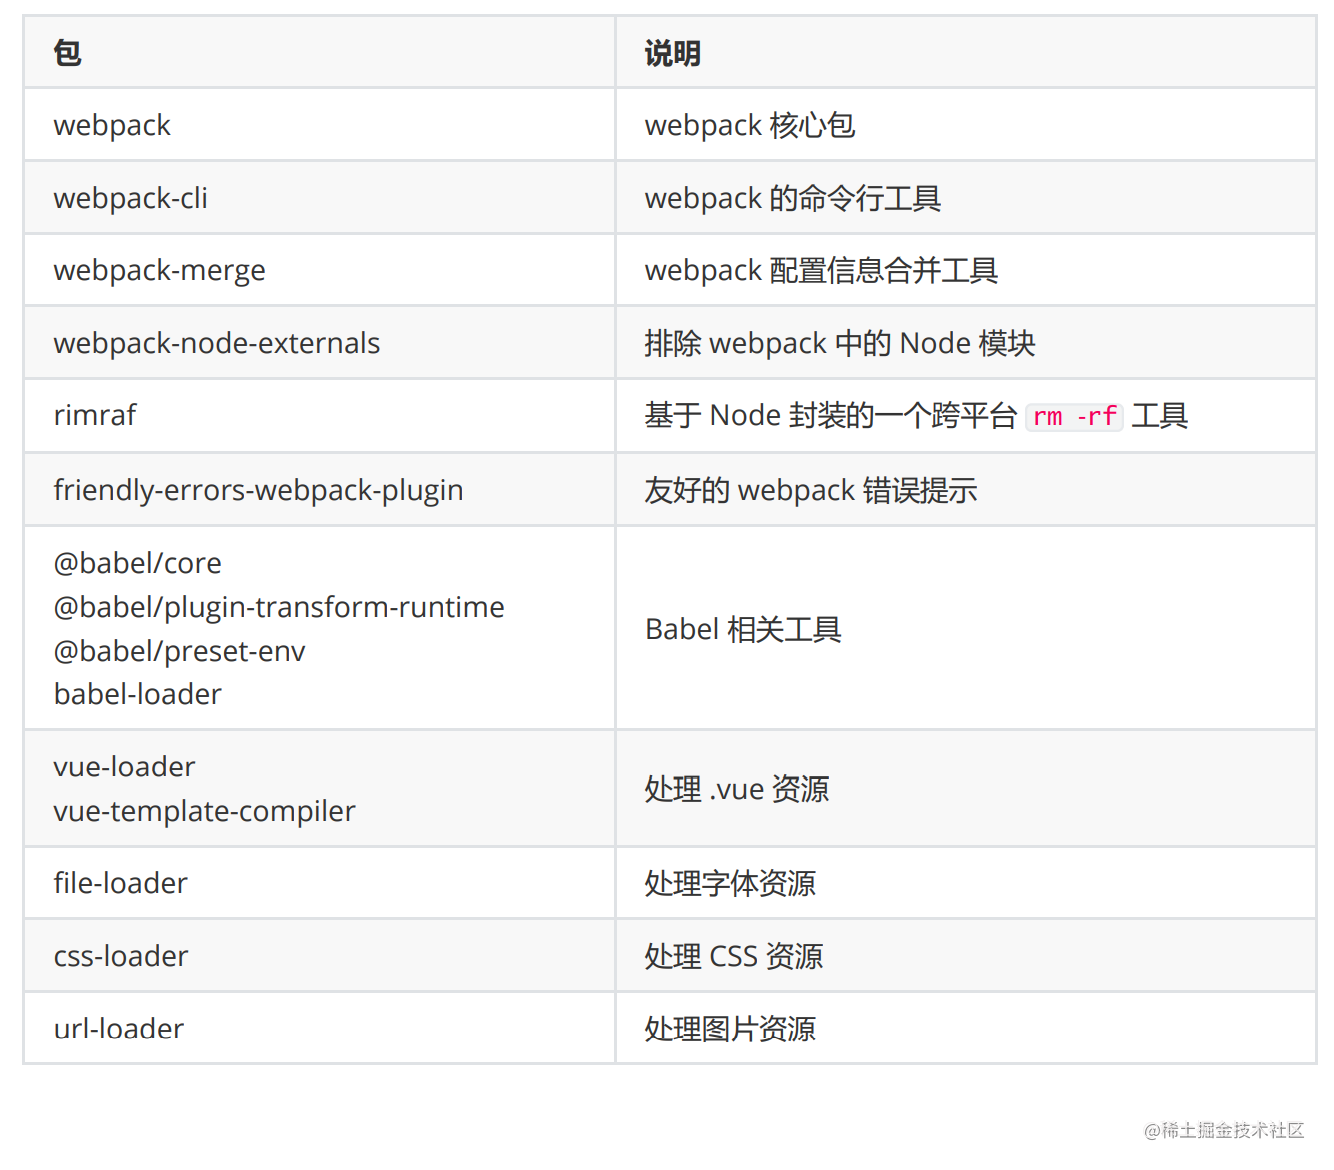 包 说明
webpack webpack 核心包
webpack-cli webpack 的命令行工具
webpack-merge webpack 配置信息合并工具
webpack-node-externals 排除 webpack 中的 Node 模块
rimraf 基于 Node 封装的一个跨平台 rm -rf 工具
friendly-errors-webpack-plugin 友好的 webpack 错误提示
@babel/core
@babel/plugin-transform-runtime
@babel/preset-env
babel-loader
Babel 相关工具
vue-loader
vue-template-compiler
处理 .vue 资源
file-loader 处理字体资源
css-loader 处理 CSS 资源
url-loader 处理图片资源
@稀土掘金技术社区